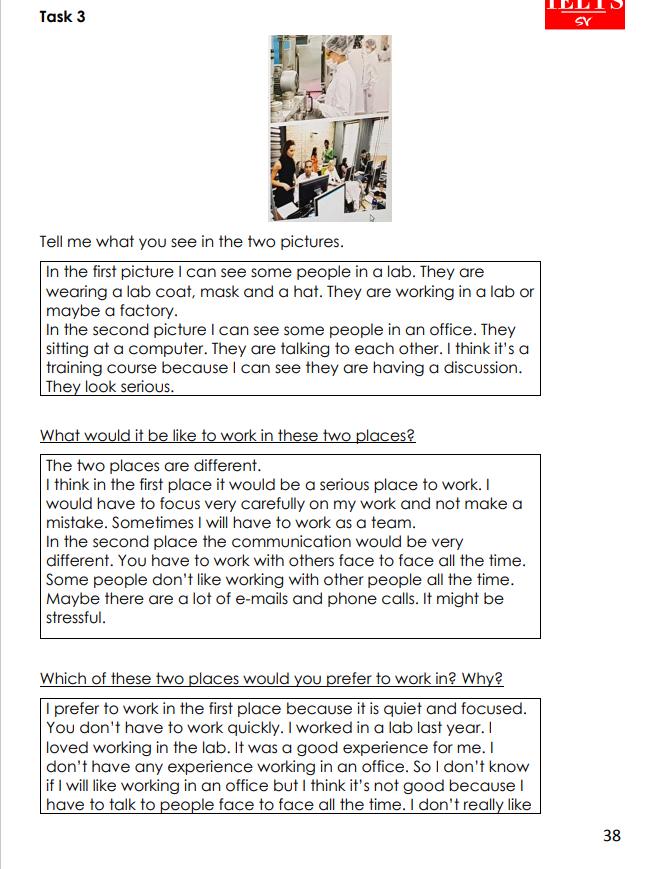 IELTS
Task 3
Tell me what you see in the two pictures.
In the first picture I can see some people in a lab. They are
wearing a lab coat, mask and a hat. They are working in a lab or
maybe a factory.
In the second picture I can see some people in an office. They
sitting at a computer. They are talking to each other. I think it's a
training course because I can see they are having a discussion.
They look serious.
What would it be like to work in these two places?
The two places are different.
I think in the first place it would be a serious place to work. I
would have to focus very carefully on my work and not make a
mistake. Sometimes I will have to work as a team.
In the second place the communication would be very
different. You have to work with others face to face all the time.
Some people don't like working with other people all the time.
Maybe there are a lot of e-mails and phone calls. It might be
stressful.
Which of these two places would you prefer to work in? Why?
I prefer to work in the first place because it is quiet and focused.
You don't have to work quickly. I worked in a lab last year. I
loved working in the lab. It was a good experience for me. I
don't have any experience working in an office. So I don't know
if I will like working in an office but I think it's not good because I
have to talk to people face to face all the time. I don't really like
38